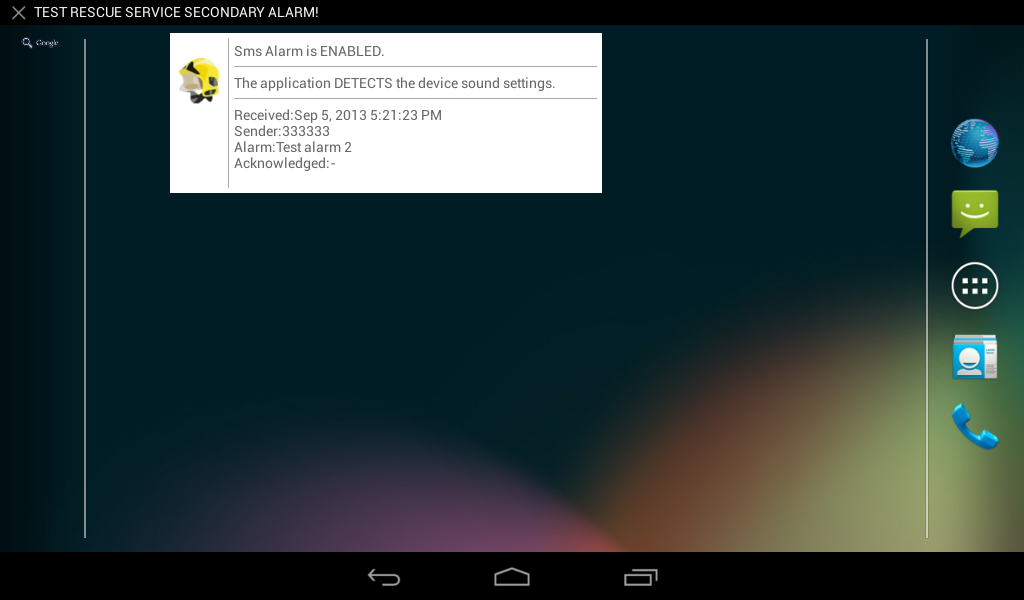 TEST RESCUE SERVICE SECONDARY ALARM!
Google
Sms Alarm is ENABLED.
The application DETECTS the device sound settings.
Received:Sep 5, 2013 5:21:23 PM
Sender:333333
Alarm:Test alarm 2
Acknowledged:-